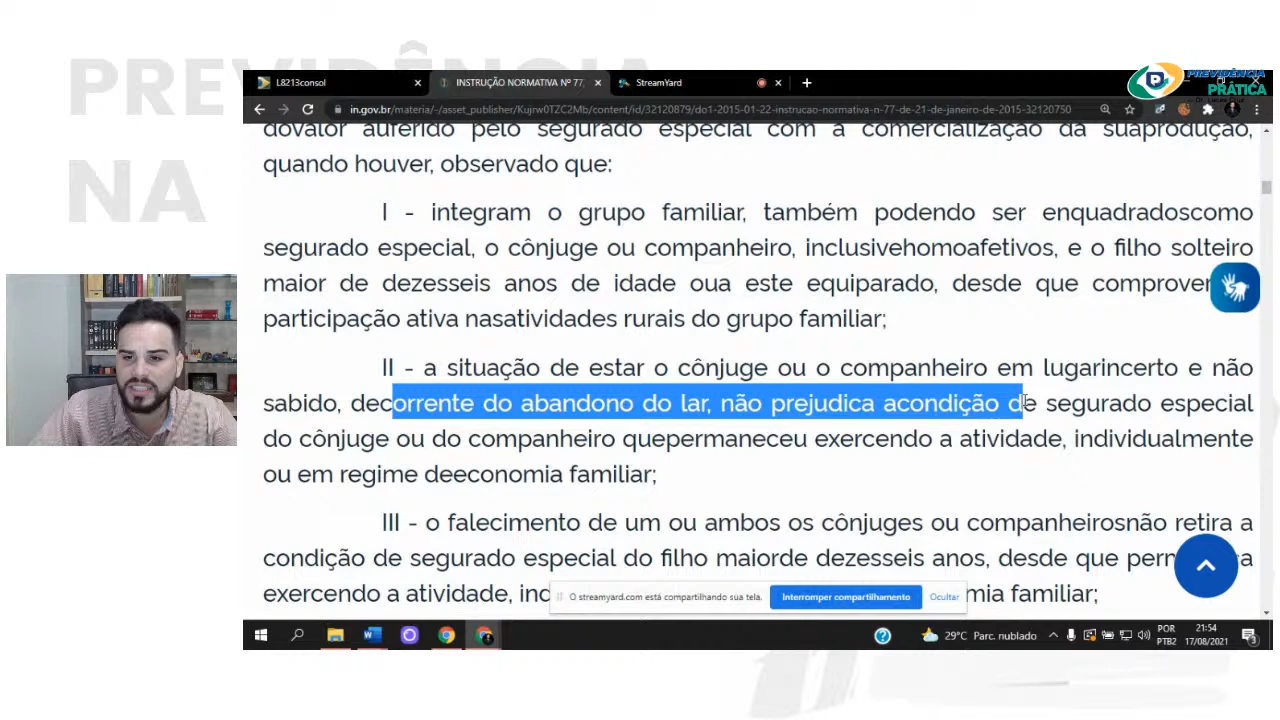 PREVIDÊNCIA
NA
L8213consol
INSTRUÇÃO NORMATIVA Nº 77,
StreamYard
PREVIDÊNCIA
PRÁTICA
in.gov.br/materia/-/asset_publisher/Kujrw0TZC2Mb/content/id/32120879/do1-2015-01-22-instrucao-normativa-n-77-de-21-de-janeiro-de-2015-32120750
dovalor auferido pelo segurado especial com a comercialização da suaprodução,
quando houver, observado que:
I - integram o grupo familiar, também podendo ser enquadradoscomo
segurado especial, o cônjuge ou companheiro, inclusivehomoafetivos, e o filho solteiro
maior de dezesseis anos de idade oua este equiparado, desde que comprovem
participação ativa nasatividades rurais do grupo familiar;
II - a situação de estar o cônjuge ou o companheiro em lugarincerto e não
sabido, decorrente do abandono do lar, não prejudica acondição de segurado especial
do cônjuge ou do companheiro quepermaneceu exercendo a atividade, individualmente
ou em regime deeconomia familiar;
III - o falecimento de um ou ambos os cônjuges ou companheirosnão retira a
condição de segurado especial do filho maiorde dezesseis anos, desde que
exercendo a atividade, familiar;
O streamyard.com está compartilhando sua tela.
Interromper compartilhamento
Ocultar
29°C Parc. nublado
POR
PTB2
21:54
17/08/2021